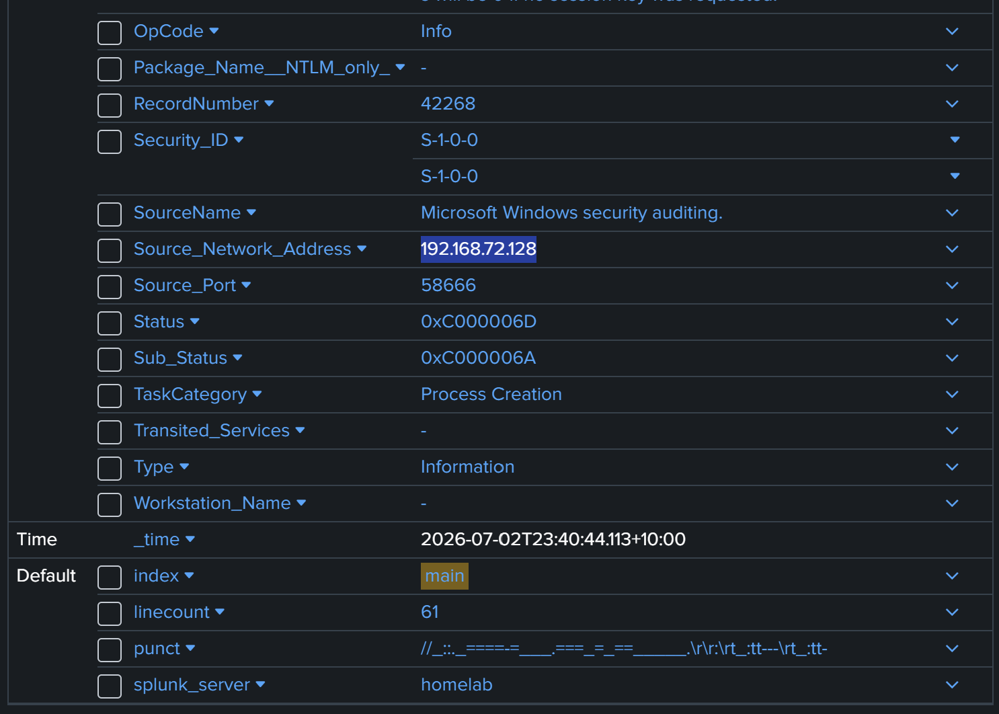 OpCode Info
Package_Name__NTLM_only_ -
RecordNumber 42268
Security_ID S-1-0-0
S-1-0-0
SourceName Microsoft Windows security auditing.
Source_Network_Address 192.168.72.128
Source_Port 58666
Status 0xC000006D
Sub_Status 0xC000006A
TaskCategory Process Creation
Transited_Services -
Type Information
Workstation_Name -
Time _time 2026-07-02T23:40:44.113+10:00
Default index main
linecount 61
punct //_::._====-=___.===_=_==______.\r\r:\rt_:tt---\rt_:tt-
splunk_server homelab